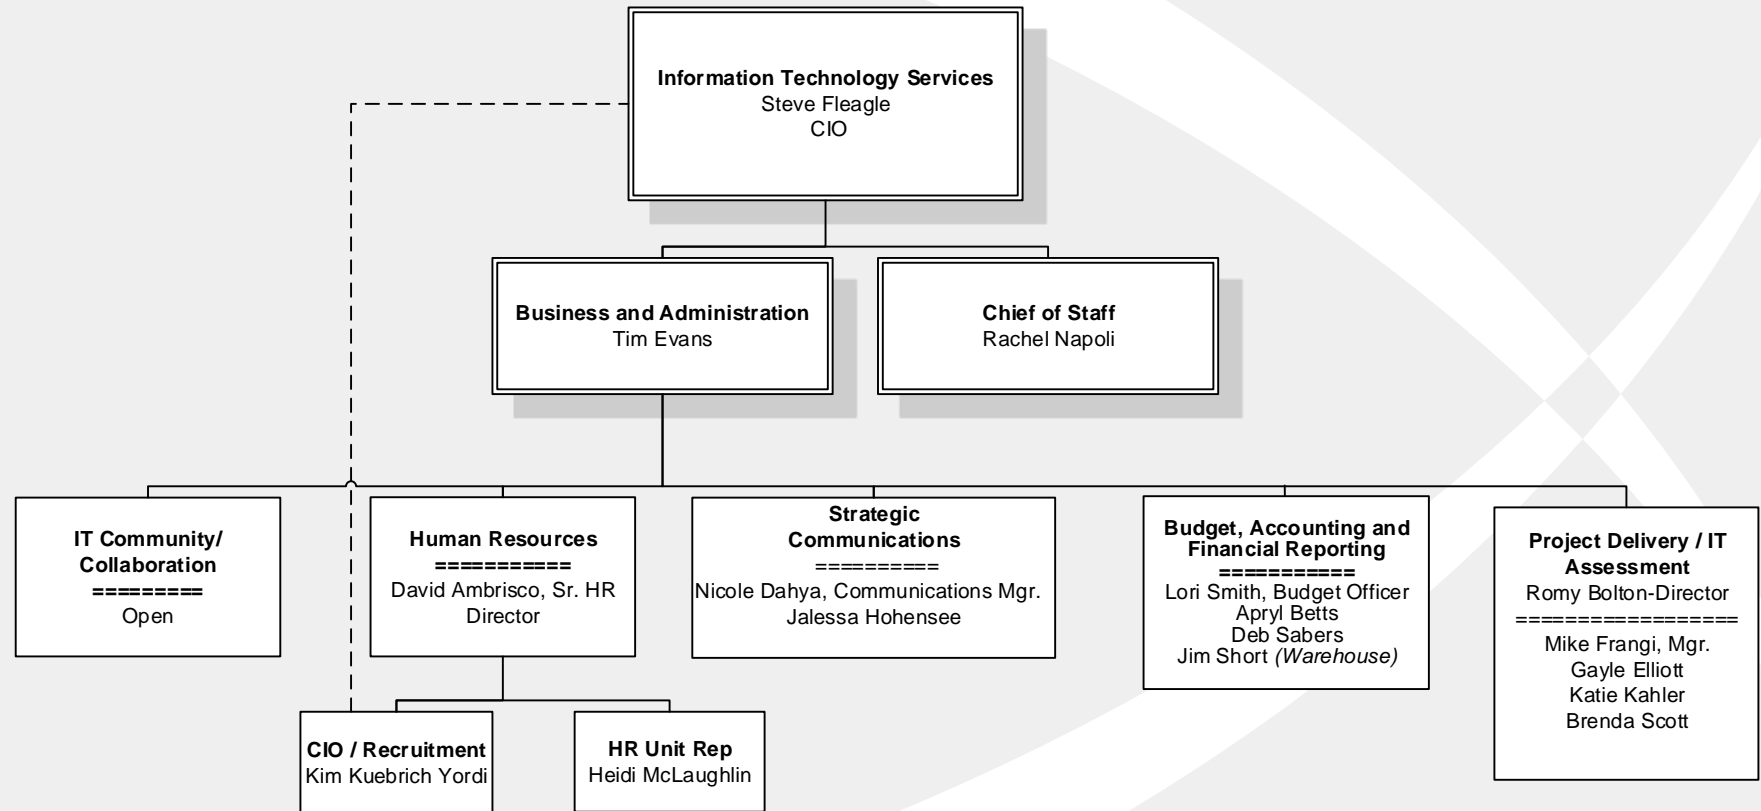 Information Technology Services
Steve Fleagle
CIO
Business and Administration
Tim Evans
Chief of Staff
Rachel Napoli
IT Community/
Collaboration
=========
Open
Human Resources
===========
David Ambrisco, Sr. HR
Director
Strategic
Communications
==========
Nicole Dahya, Communications Mgr.
Jalessa Hohensee
Budget, Accounting and
Financial Reporting
===========
Lori Smith, Budget Officer
Apryl Betts
Deb Sabers
Jim Short (Warehouse)
Project Delivery / IT
Assessment
Romy Bolton-Director
==================
Mike Frangi, Mgr.
Gayle Elliott
Katie Kahler
Brenda Scott
CIO / Recruitment
Kim Kuebrich Yordi
HR Unit Rep
Heidi McLaughlin